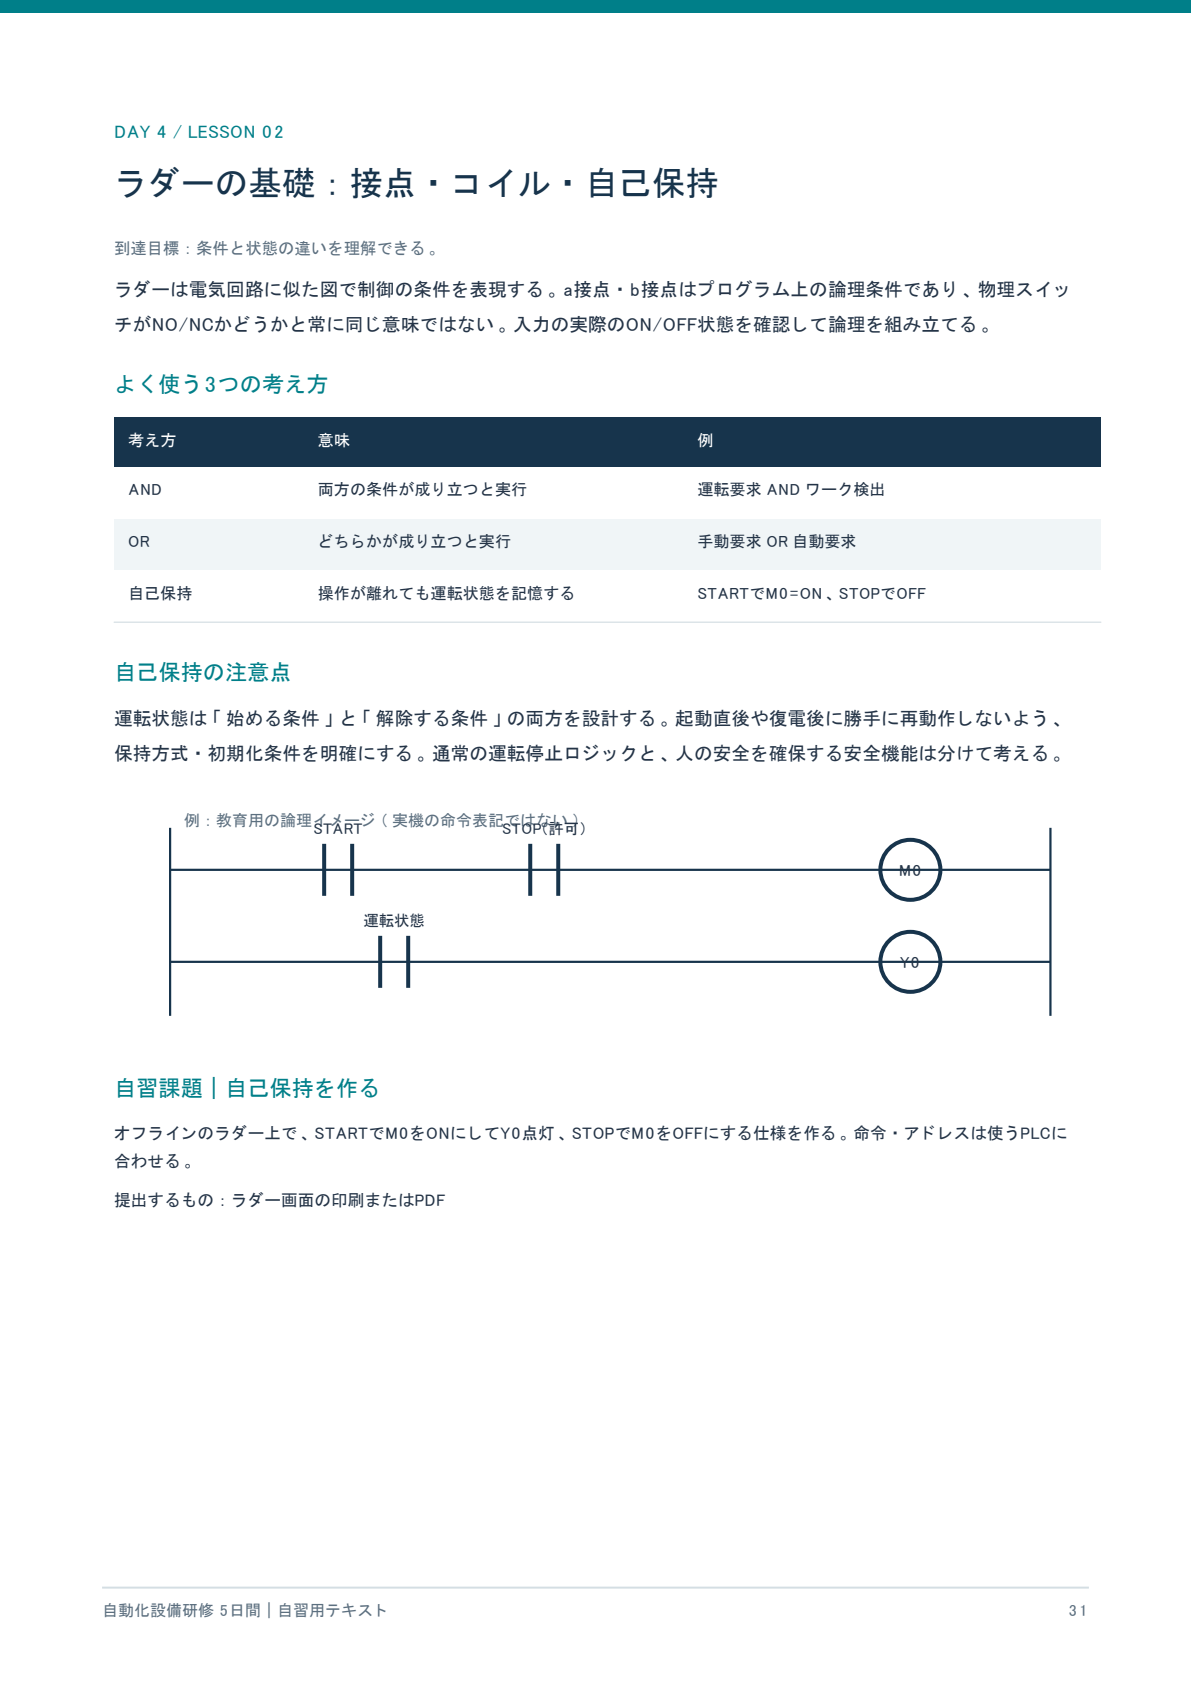 DAY 4 / LESSON 02
ラダーの基礎：接点・コイル・自己保持
到達目標：条件と状態の違いを理解できる。
ラダーは電気回路に似た図で制御の条件を表現する。a接点・b接点はプログラム上の論理条件であり、物理スイッ
チがNO/NCかどうかと常に同じ意味ではない。入力の実際のON/OFF状態を確認して論理を組み立てる。
よく使う3つの考え方
考え方 意味 例
AND 両方の条件が成り立つと実行 運転要求 AND ワーク検出
OR どちらかが成り立つと実行 手動要求 OR 自動要求
自己保持 操作が離れても運転状態を記憶する STARTでM0=ON、STOPでOFF
自己保持の注意点
運転状態は「始める条件」と「解除する条件」の両方を設計する。起動直後や復電後に勝手に再動作しないよう、
保持方式・初期化条件を明確にする。通常の運転停止ロジックと、人の安全を確保する安全機能は分けて考える。
例：教育用の論理イメージ（実機の命令表記ではない）
START STOP(許可)
M0
運転状態
Y0
自習課題｜自己保持を作る
オフラインのラダー上で、STARTでM0をONにしてY0点灯、STOPでM0をOFFにする仕様を作る。命令・アドレスは使うPLCに
合わせる。
提出するもの：ラダー画面の印刷またはPDF
自動化設備研修 5日間｜自習用テキスト 31